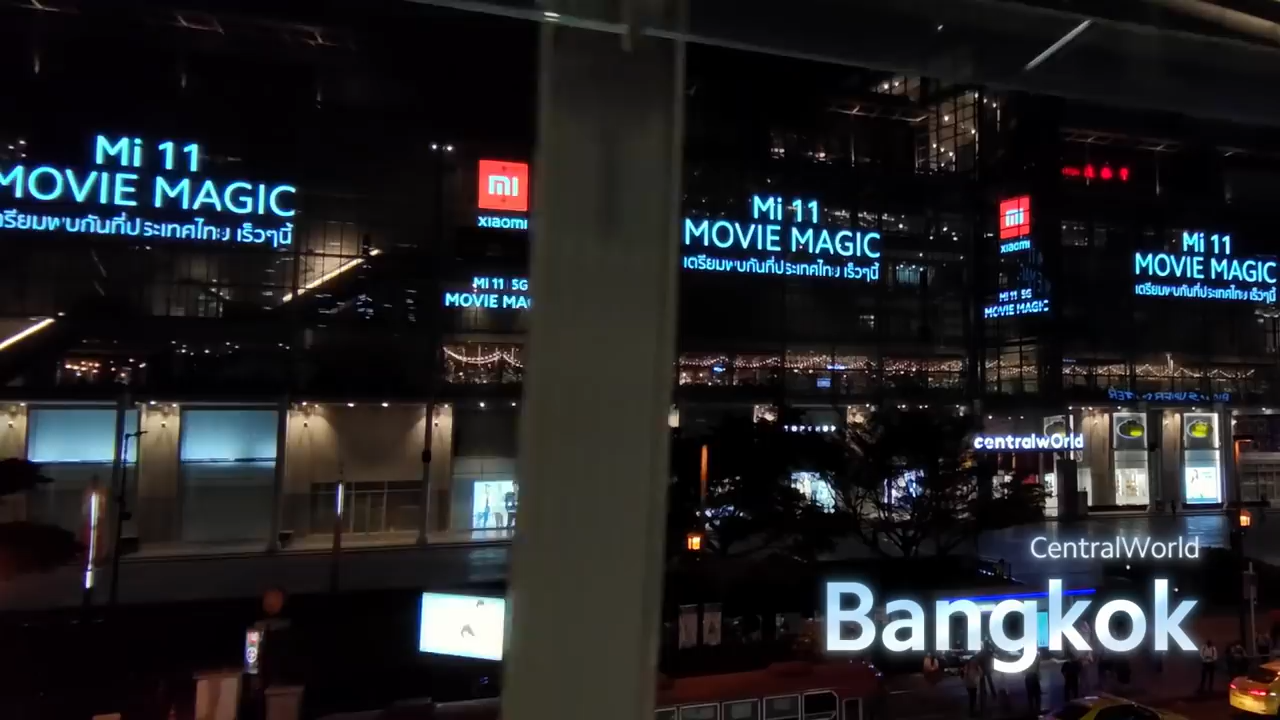 Mi 11
MOVIE MAGIC
เตรียมพบกันที่ประเทศไทย เร็วๆนี้
mi
xiaomi
Mi 11 5G
MOVIE MA
Mi 11
MOVIE MAGIC
เตรียมพบกันที่ประเทศไทย เร็วๆนี้
mi
xiaomi
Mi 11 5G
MOVIE MAGIC
Mi 11
MOVIE MAGIC
เตรียมพบกันที่ประเทศไทย เร็วๆนี้
TOPSHOP
centralwOrld
CentralWorld
Bangkok